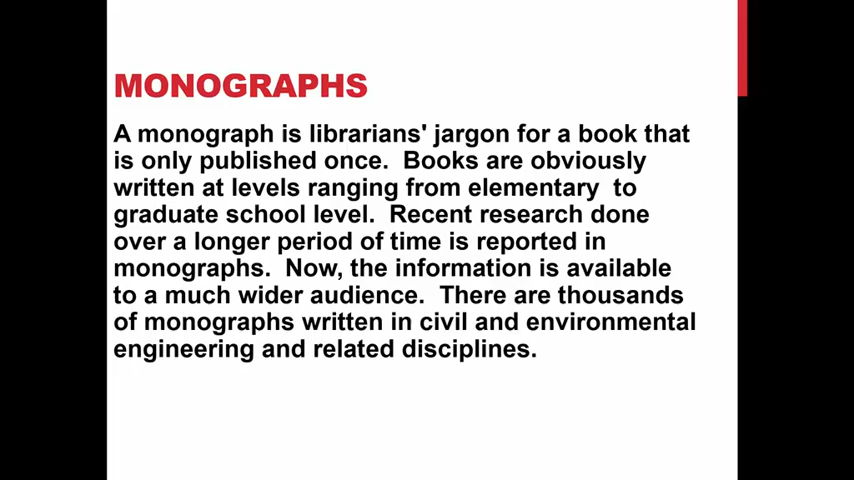 MONOGRAPHS
A monograph is librarians' jargon for a book that
is only published once.  Books are obviously
written at levels ranging from elementary  to
graduate school level.  Recent research done
over a longer period of time is reported in
monographs.  Now, the information is available
to a much wider audience.  There are thousands
of monographs written in civil and environmental
engineering and related disciplines.